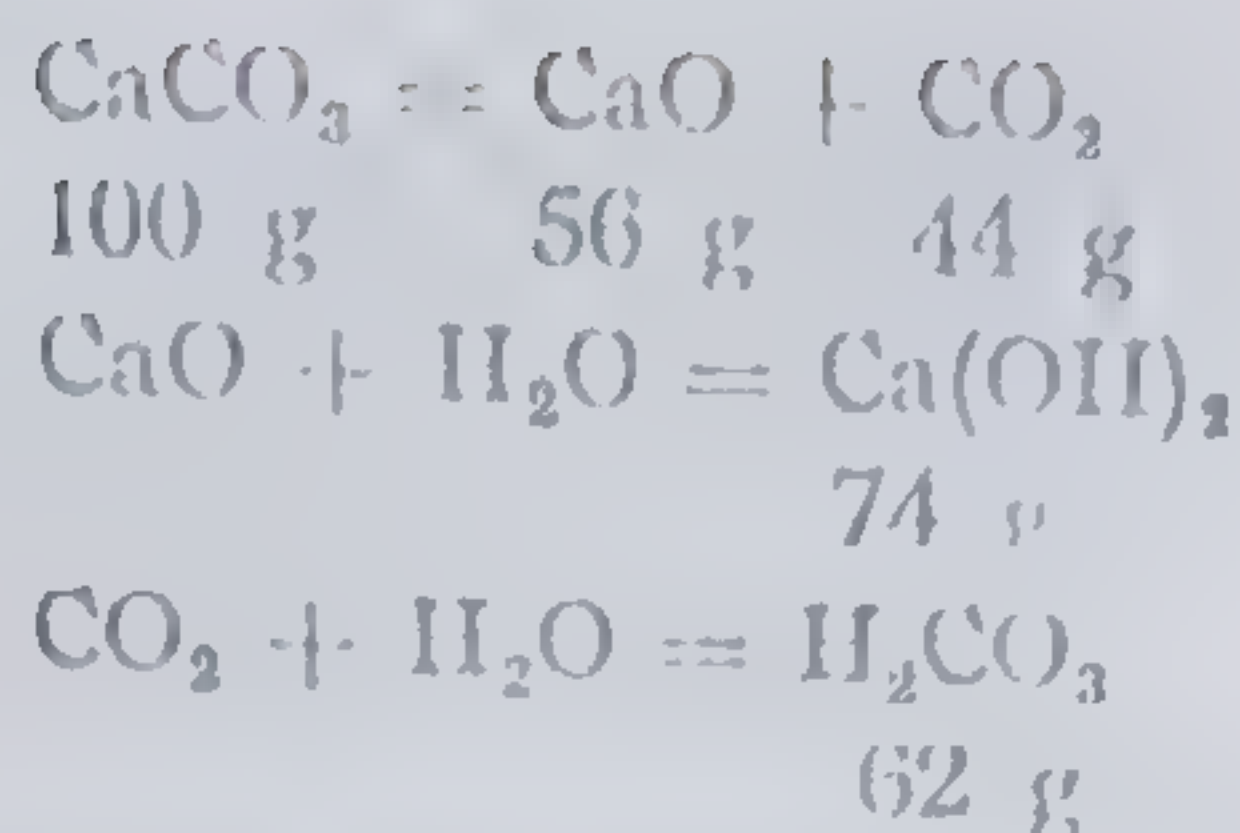 CaCO₃ = CaO + CO₂
100 g 56 g 44 g
CaO + H₂O = Ca(OH)₂
74 g
CO₂ + H₂O = H₂CO₃
62 g